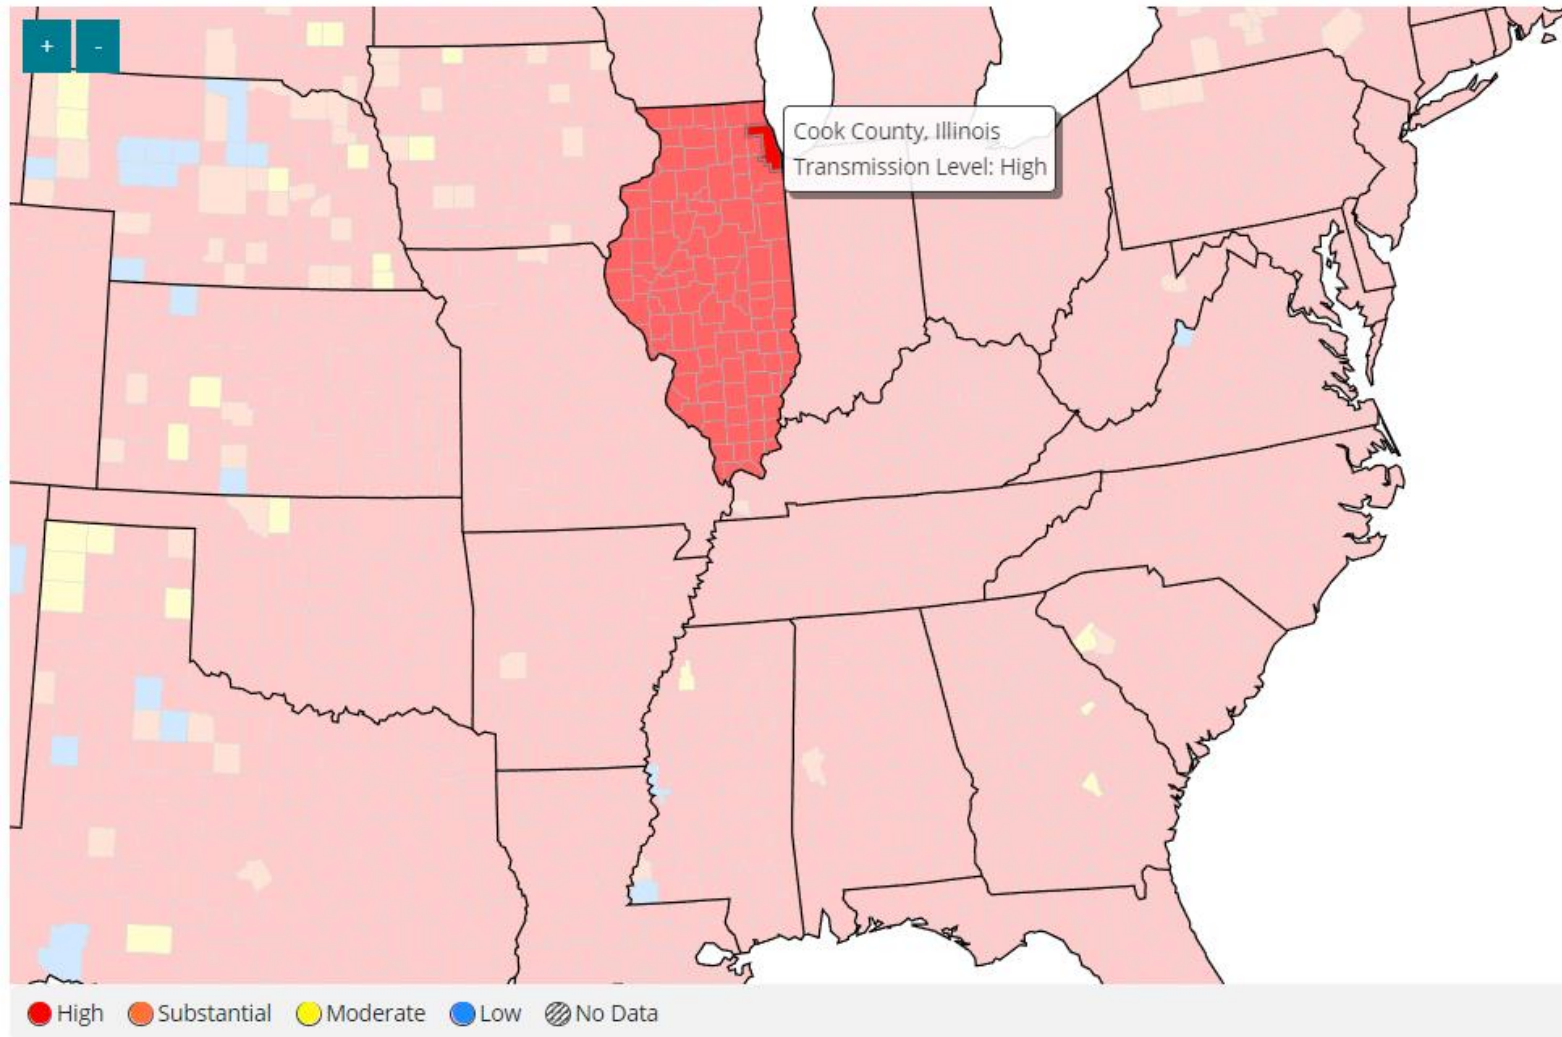 + -
Cook County, Illinois
Transmission Level: High
High Substantial Moderate Low No Data